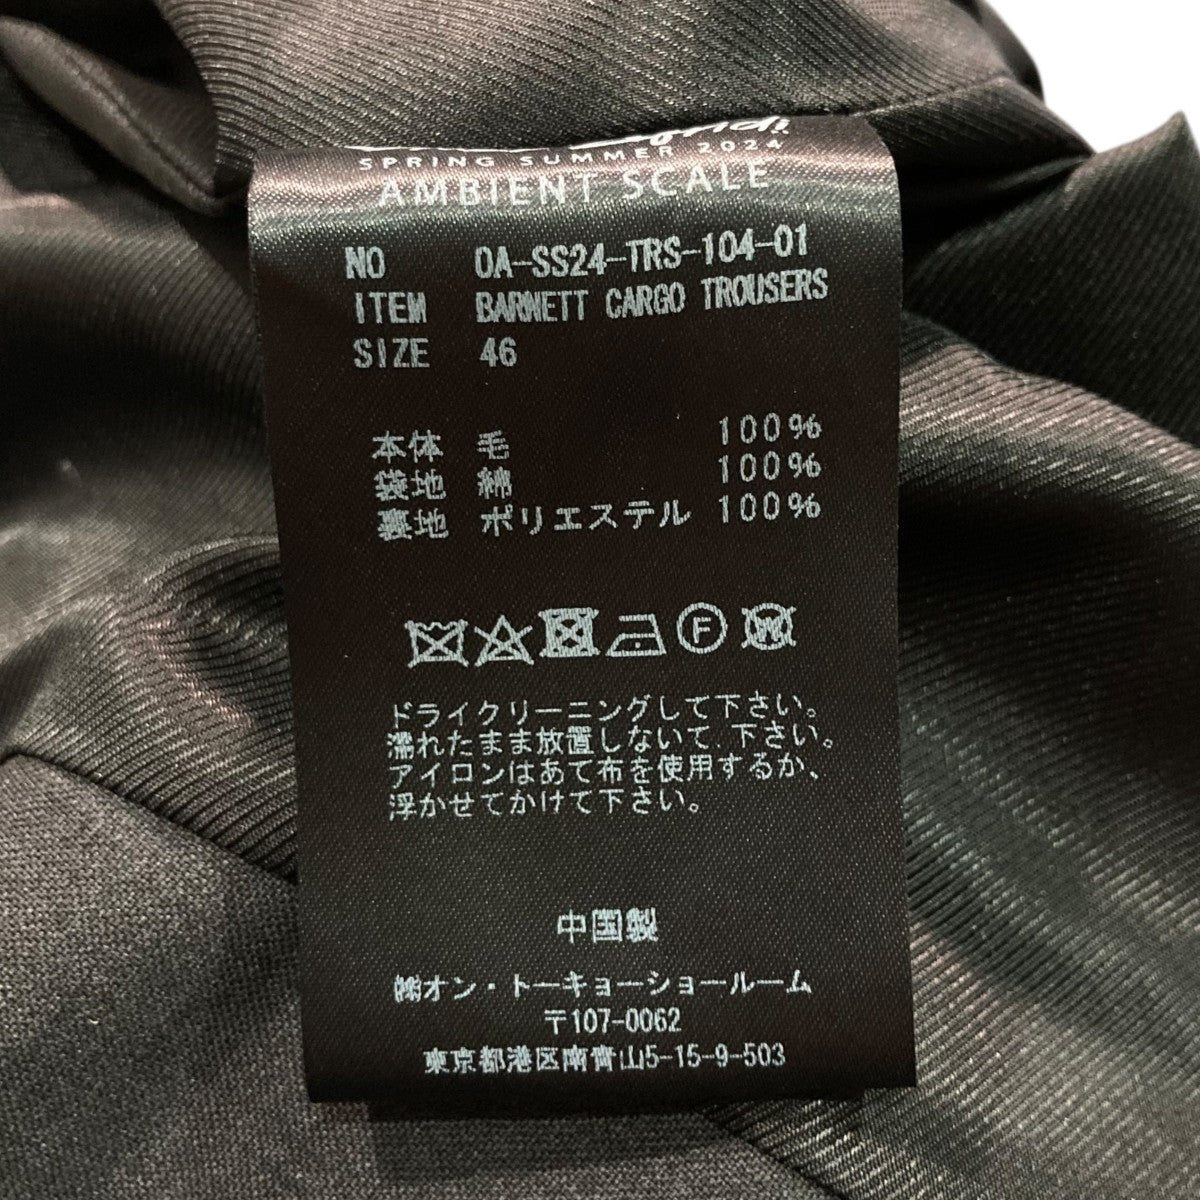 SPRING SUMMER 2024
AMBIENT SCALE
NO OA-SS24-TRS-104-01
ITEM BARNETT CARGO TROUSERS
SIZE 46
本体 毛 100%
袋地 綿 100%
裏地 ポリエステル 100%
F W
ドライクリーニングして下さい。
濡れたまま放置しないで下さい。
アイロンはあて布を使用するか、
浮かせてかけて下さい。
中国製
㈱オン・トーキョーショールーム
〒107-0062
東京都港区南青山5-15-9-503